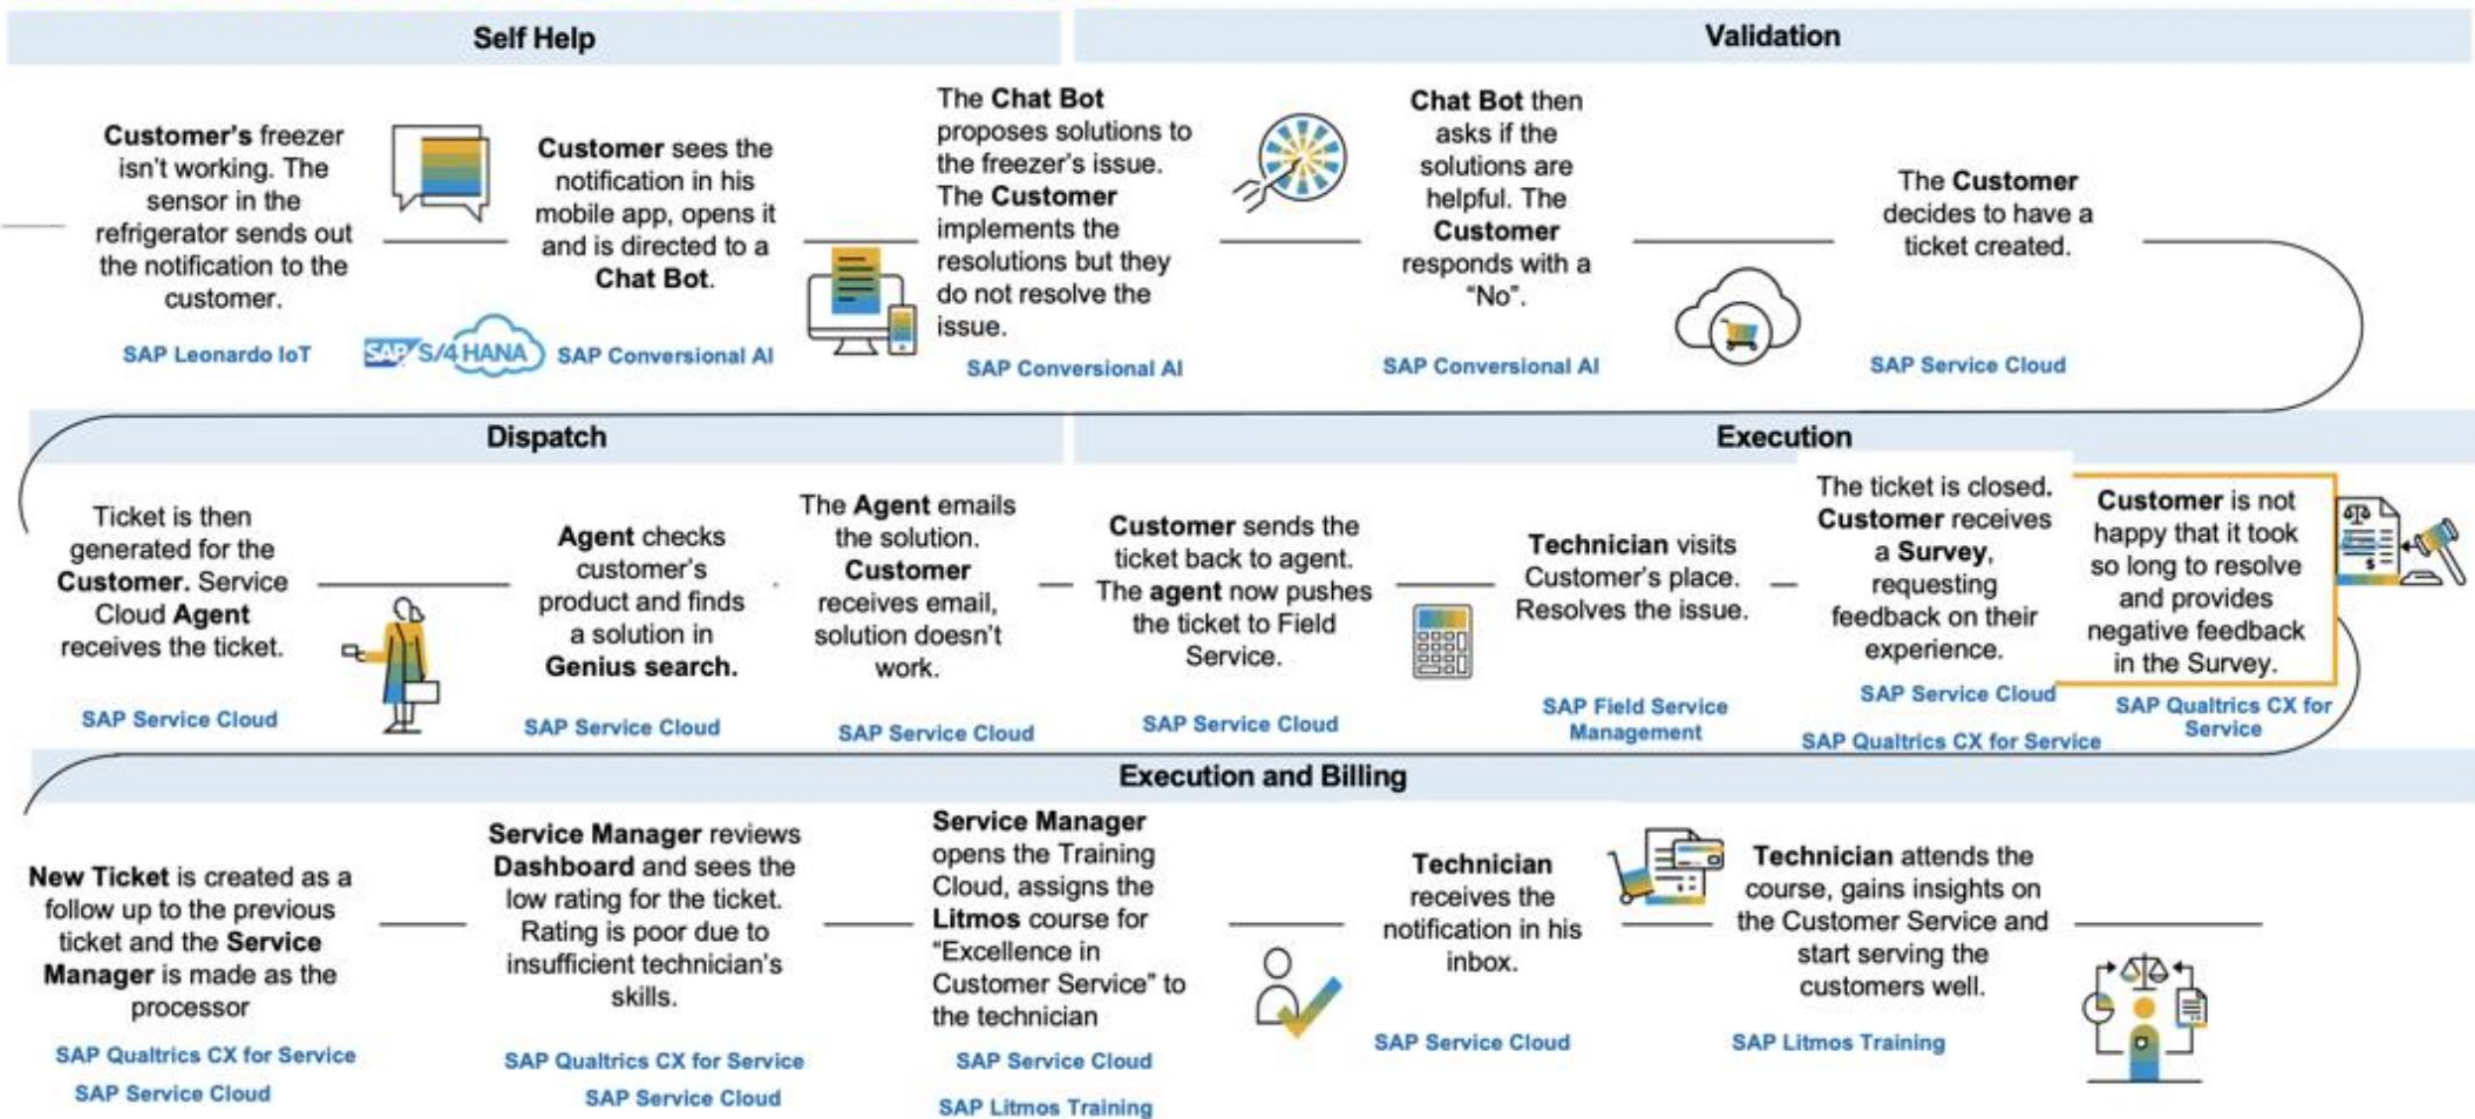 Self Help
Validation
Customer's freezer
isn't working. The
sensor in the
refrigerator sends out
the notification to the
customer.
SAP Leonardo IoT
SAP S/4 HANA
Customer sees the
notification in his
mobile app, opens it
and is directed to a
Chat Bot.
SAP Conversional AI
The Chat Bot
proposes solutions to
the freezer's issue.
The Customer
implements the
resolutions but they
do not resolve the
issue.
SAP Conversional AI
Chat Bot then
asks if the
solutions are
helpful. The
Customer
responds with a
“No”.
SAP Conversional AI
The Customer
decides to have a
ticket created.
SAP Service Cloud
Dispatch
Execution
Ticket is then
generated for the
Customer. Service
Cloud Agent
receives the ticket.
SAP Service Cloud
Agent checks
customer's
product and finds
a solution in
Genius search.
SAP Service Cloud
The Agent emails
the solution.
Customer
receives email,
solution doesn't
work.
SAP Service Cloud
Customer sends the
ticket back to agent.
The agent now pushes
the ticket to Field
Service.
SAP Service Cloud
Technician visits
Customer's place.
Resolves the issue.
SAP Field Service
Management
The ticket is closed.
Customer receives
a Survey,
requesting
feedback on their
experience.
SAP Service Cloud
SAP Qualtrics CX for Service
Customer is not
happy that it took
so long to resolve
and provides
negative feedback
in the Survey.
SAP Qualtrics CX for
Service
Execution and Billing
New Ticket is created as a
follow up to the previous
ticket and the Service
Manager is made as the
processor
SAP Qualtrics CX for Service
SAP Service Cloud
Service Manager reviews
Dashboard and sees the
low rating for the ticket.
Rating is poor due to
insufficient technician's
skills.
SAP Qualtrics CX for Service
SAP Service Cloud
Service Manager
opens the Training
Cloud, assigns the
Litmos course for
“Excellence in
Customer Service” to
the technician
SAP Service Cloud
SAP Litmos Training
Technician
receives the
notification in his
inbox.
SAP Service Cloud
Technician attends the
course, gains insights on
the Customer Service and
start serving the
customers well.
SAP Litmos Training